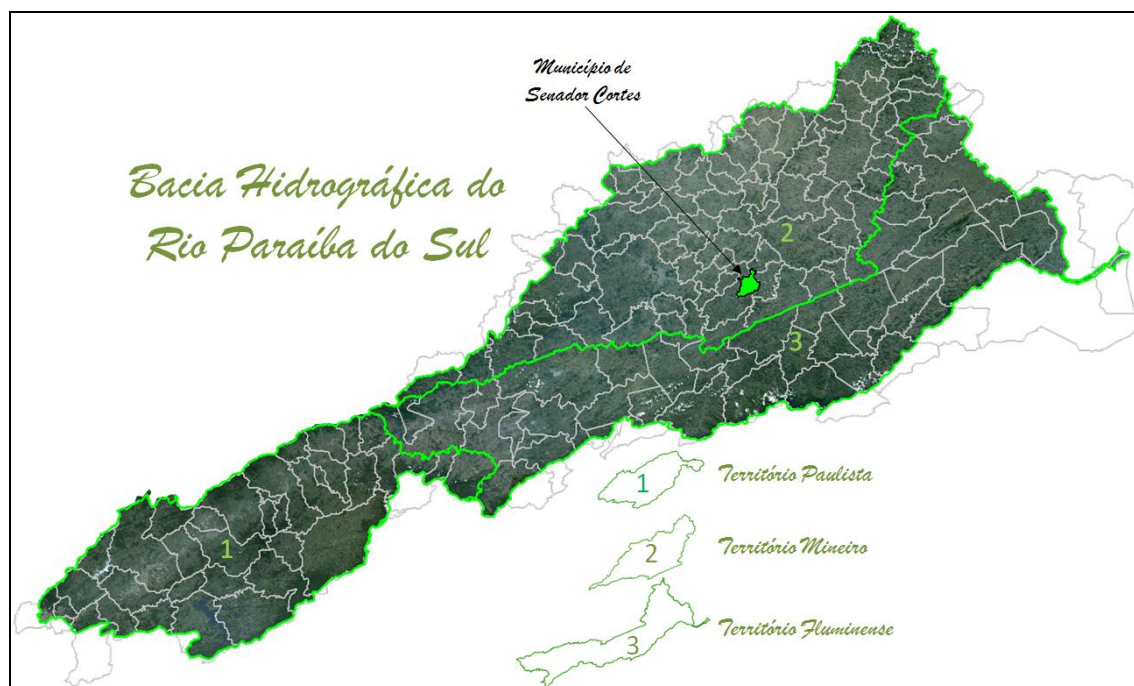 Município de
Senador Cortes
Bacia Hidrográfica do
Rio Paraíba do Sul
2
3
1
1
Território Paulista
2
Território Mineiro
3
Território Fluminense